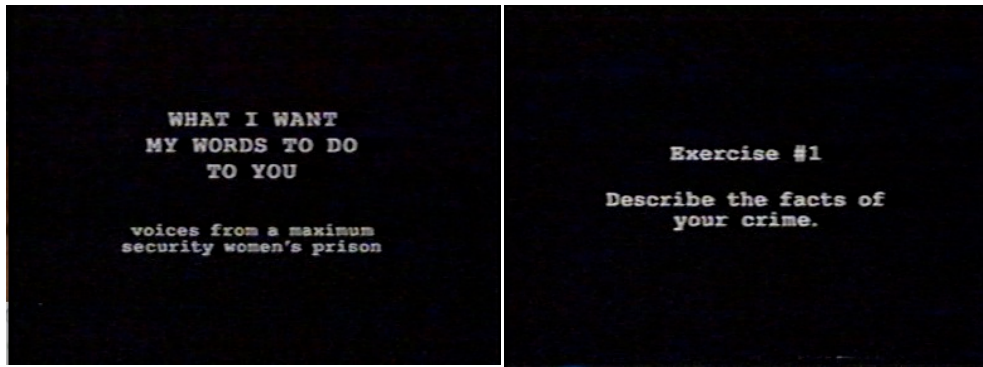 WHAT I WANT
MY WORDS TO DO
TO YOU
voices from a maximum
security women's prison
Exercise #1
Describe the facts of
your crime.